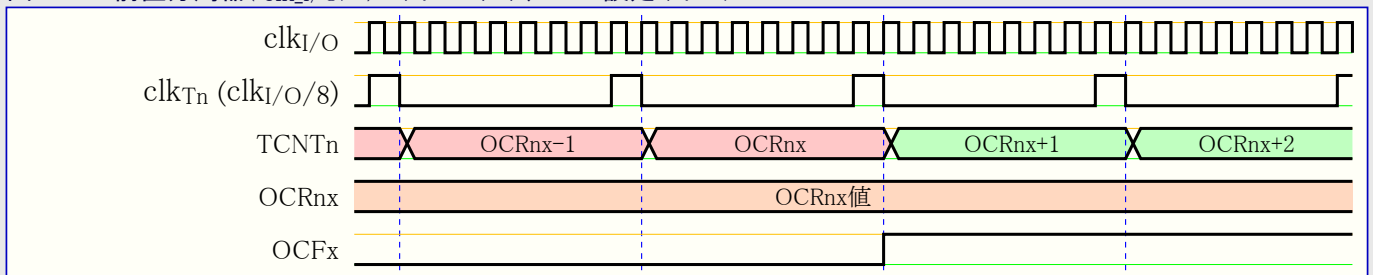 clkI/O
clkTn (clkI/O/8)
TCNTn OCRnx-1 OCRnx OCRnx+1 OCRnx+2
OCRnx OCRnx値
OCFx